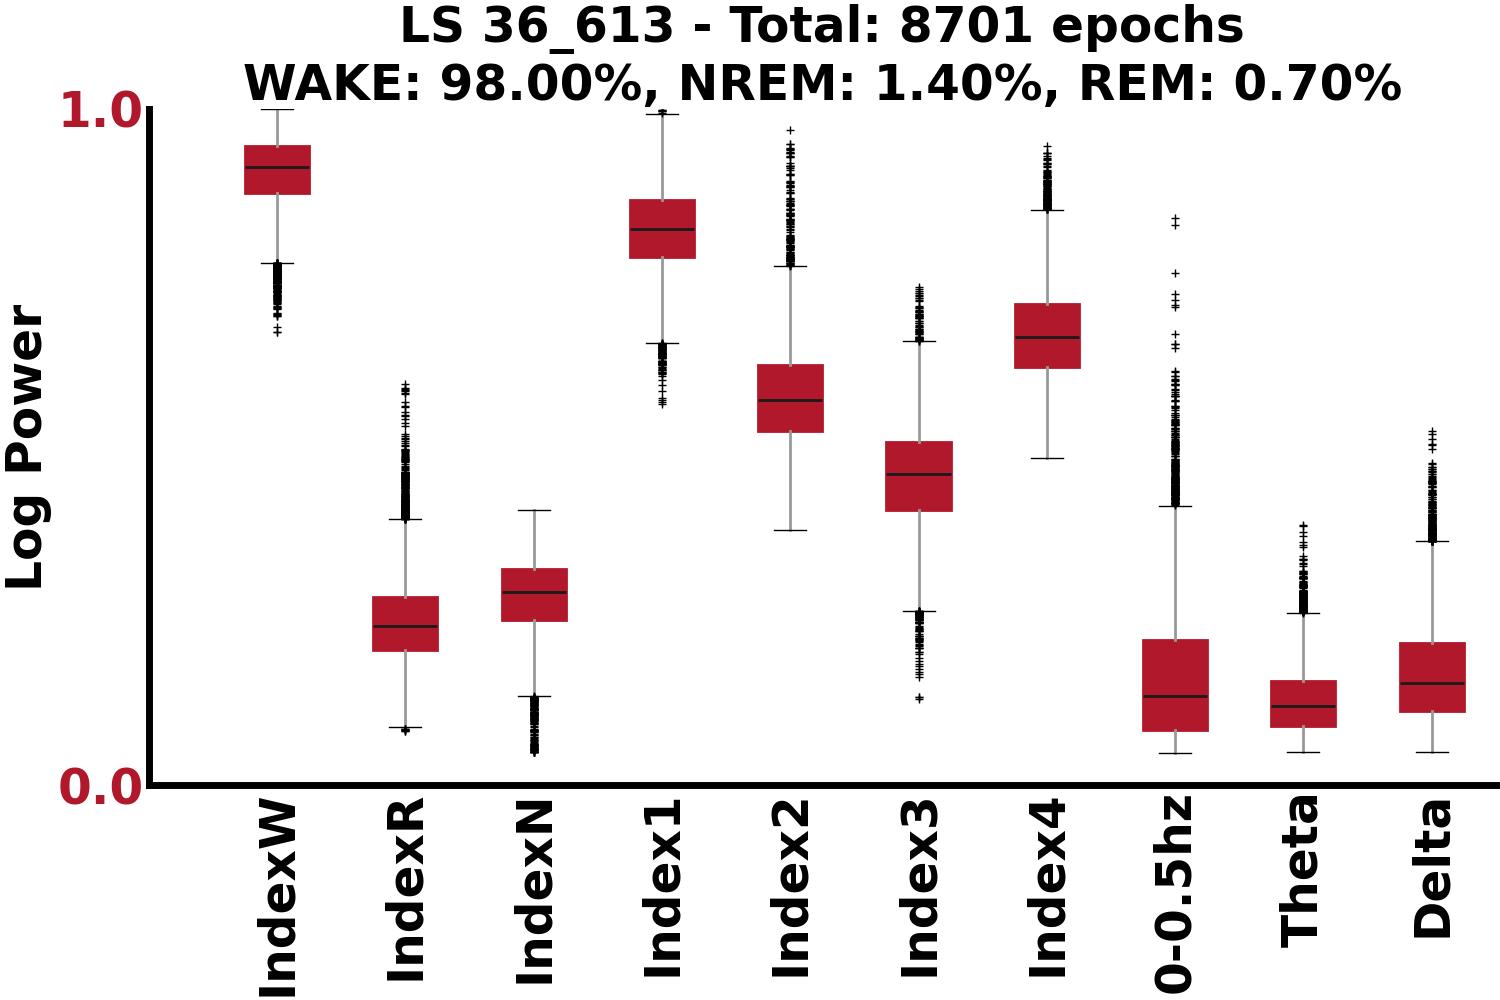 LS 36_613 - Total: 8701 epochs
WAKE: 98.00%, NREM: 1.40%, REM: 0.70%
1.0
Log Power
0.0
IndexW
IndexR
IndexN
Index1
Index2
Index3
Index4
0-0.5hz
Theta
Delta